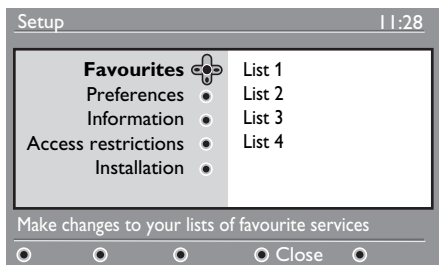 Setup 11:28
Favourites List 1
Preferences List 2
Information List 3
Access restrictions List 4
Installation
Make changes to your lists of favourite services
Close